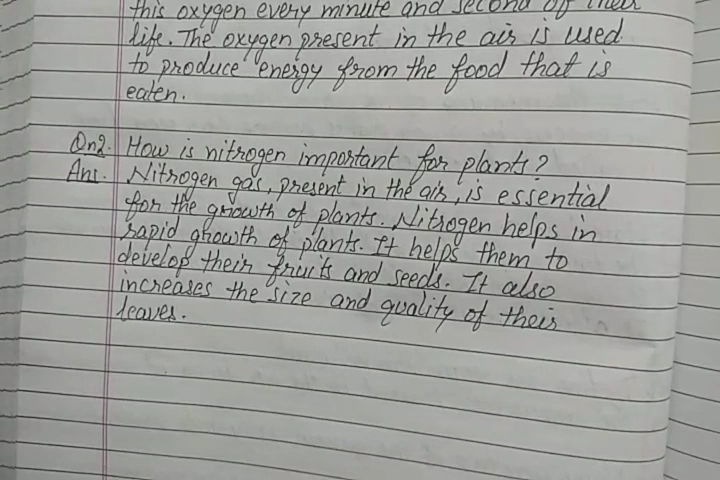 this oxygen every minute and second of their
life. The oxygen present in the air is used
to produce energy from the food that is
eaten.
Qn2. How is nitrogen important for plants?
Ans. Nitrogen gas, present in the air, is essential
for the growth of plants. Nitrogen helps in
rapid growth of plants. It helps them to
develop their fruits and seeds. It also
increases the size and quality of their
leaves.